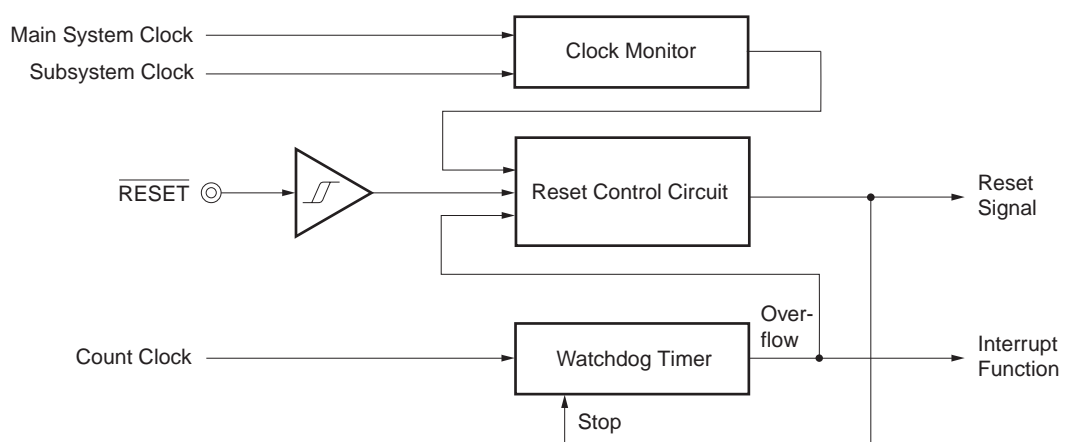 Main System Clock
Subsystem Clock
Clock Monitor
RESET
Reset Control Circuit
Reset
Signal
Over-
flow
Count Clock
Watchdog Timer
Interrupt
Function
Stop